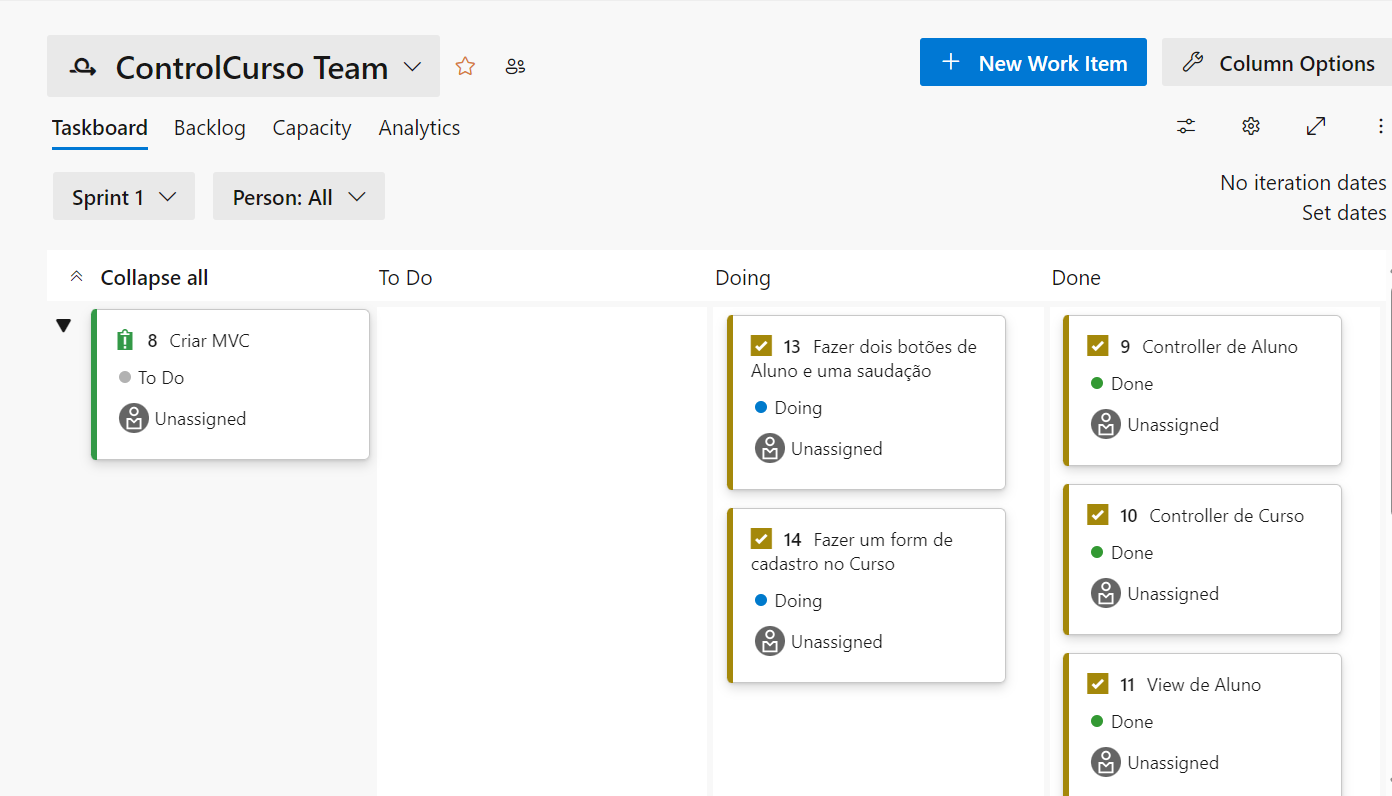 ControlCurso Team
New Work Item
Column Options
Taskboard
Backlog
Capacity
Analytics
Sprint 1
Person: All
No iteration dates
Set dates
Collapse all
To Do
Doing
Done
8 Criar MVC
To Do
Unassigned
13 Fazer dois botões de
Aluno e uma saudação
Doing
Unassigned
14 Fazer um form de
cadastro no Curso
Doing
Unassigned
9 Controller de Aluno
Done
Unassigned
10 Controller de Curso
Done
Unassigned
11 View de Aluno
Done
Unassigned